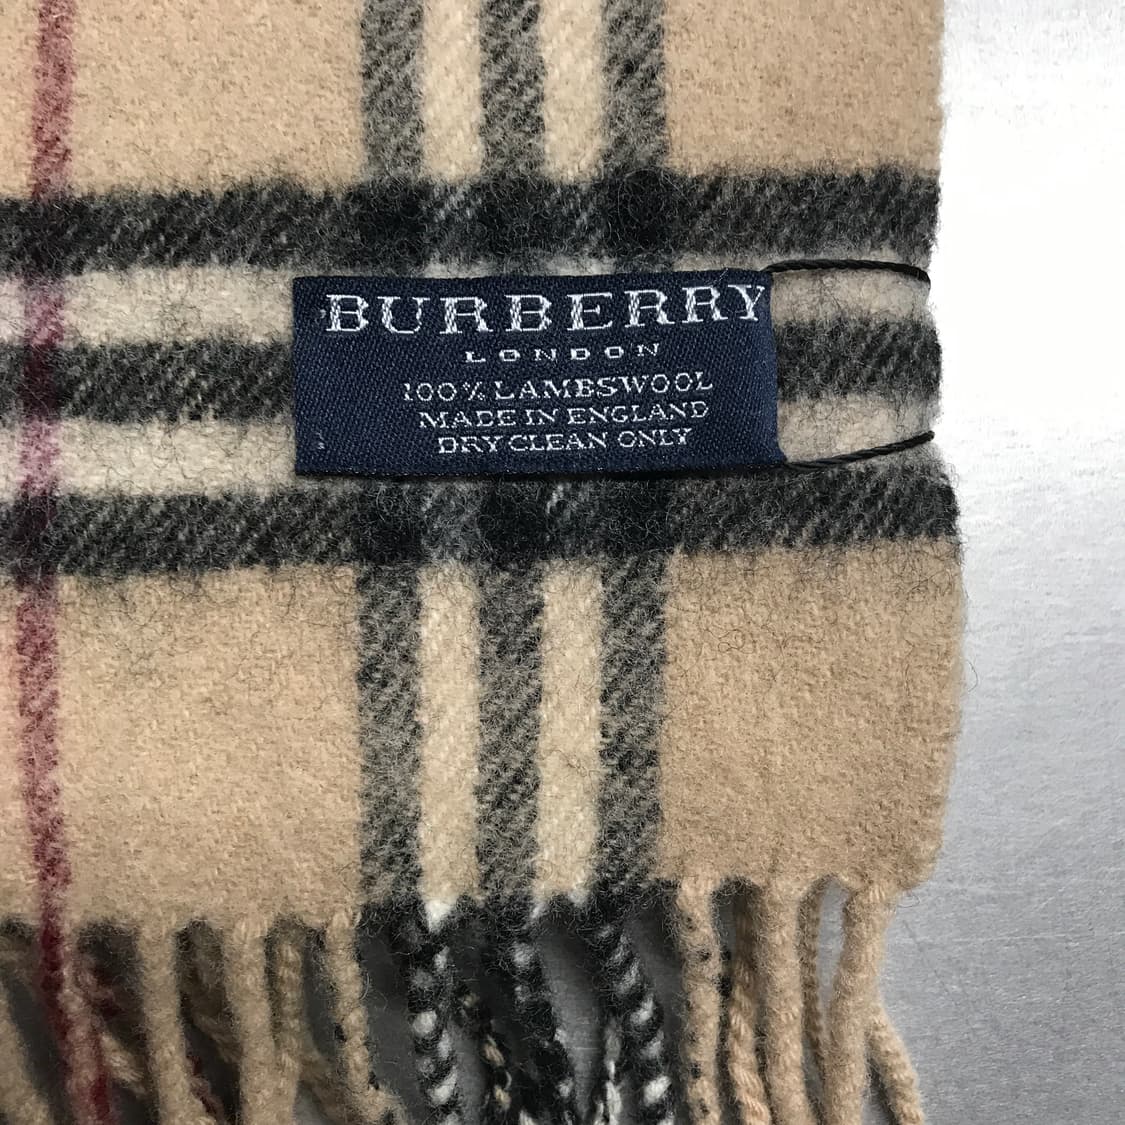 BURBERRY
LONDON
100% LAMBSWOOL
MADE IN ENGLAND
DRY CLEAN ONLY